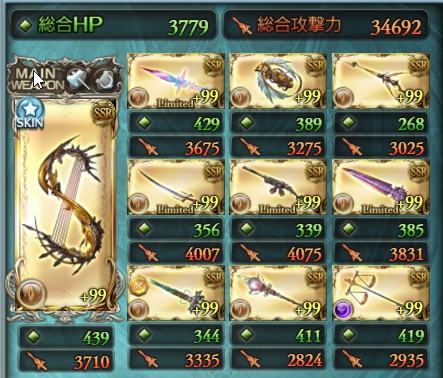 総合HP 3779 総合攻撃力 34692
MAIN WEAPON
SKIN
SSR
+99
439
3710
Limited SSR +99
SSR +99
SSR +99
429 389 268
3675 3275 3025
Limited SSR +99
Limited SSR +99
Limited SSR +99
356 339 385
4007 4075 3831
SSR +99
SSR +99
SSR +99
344 411 419
3335 2824 2935